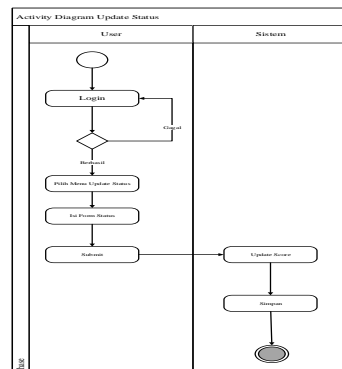 Activity Diagram Update Status
User
Sistem
Login
Gagal
Berhasil
Pilih Menu Update Status
Isi Form Status
Submit
Update Score
Simpan